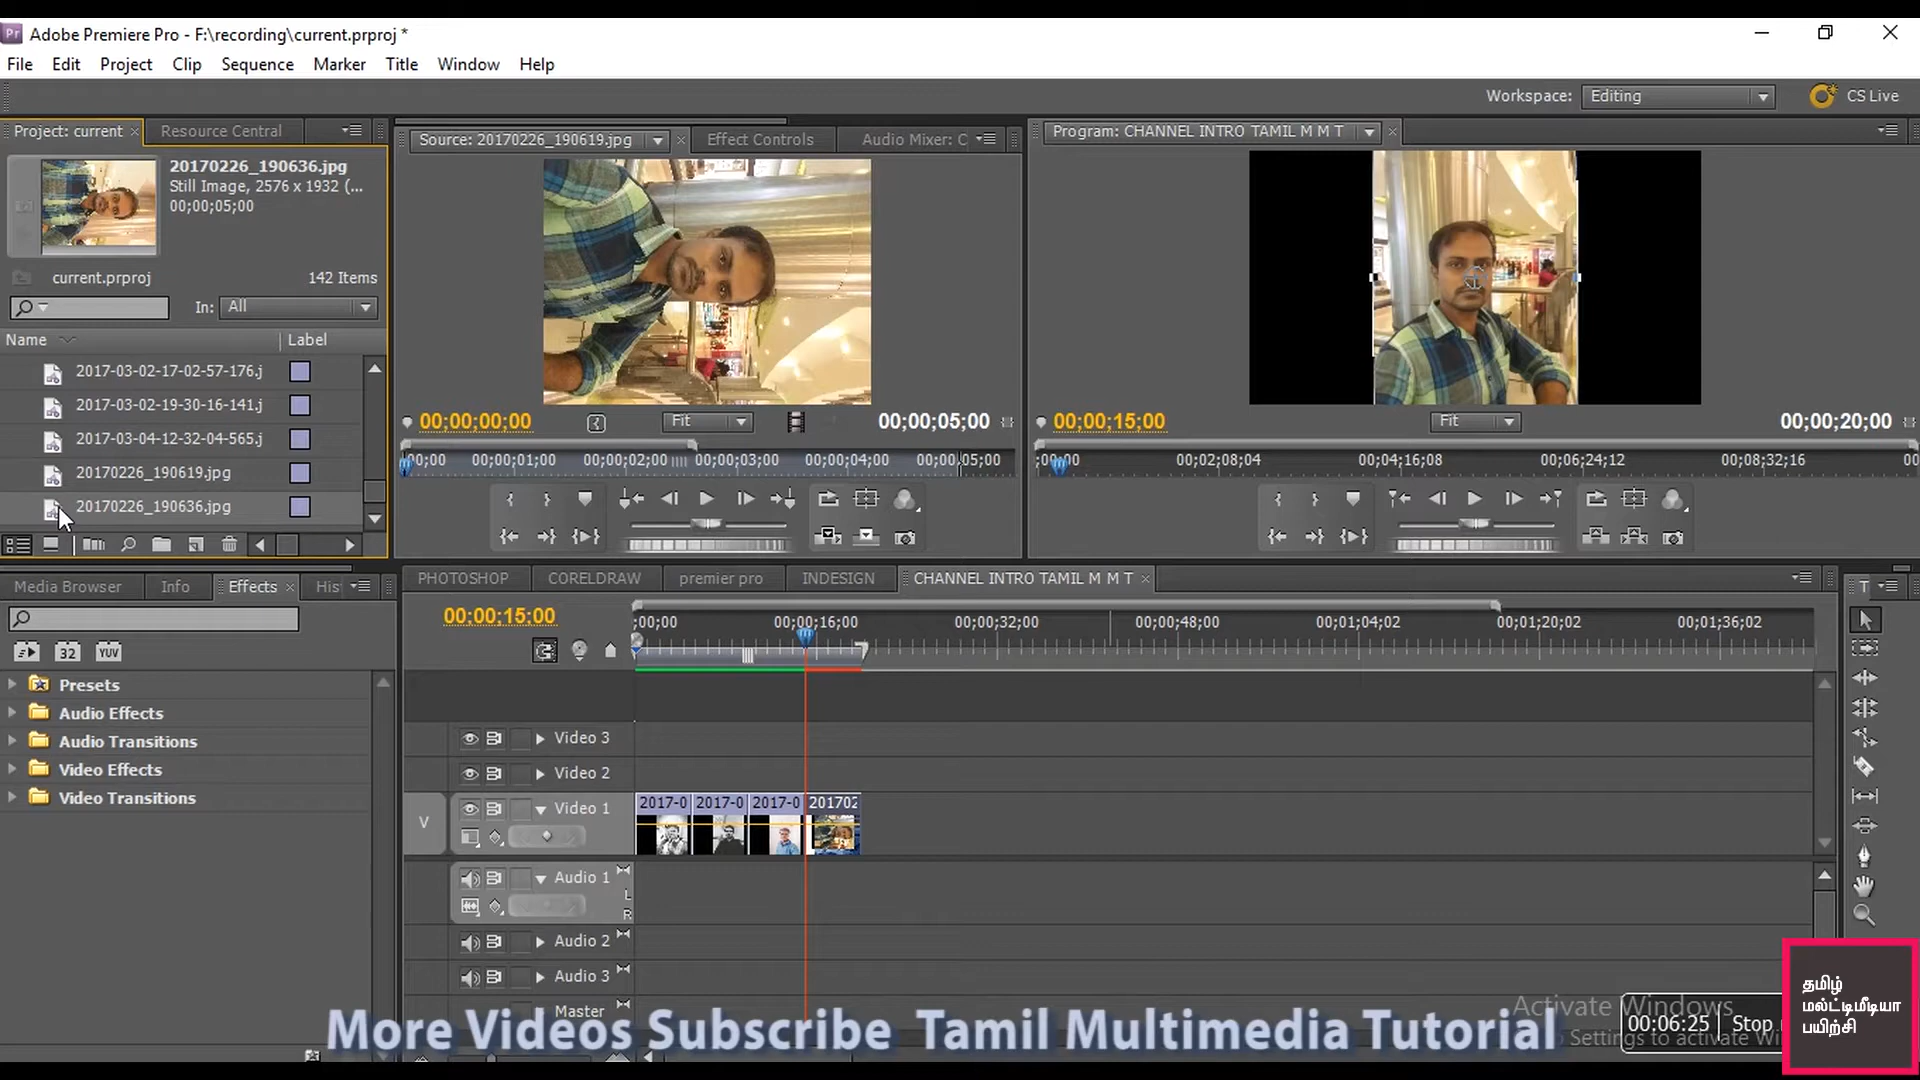 Adobe Premiere Pro - F:\recording\current.prproj *
File Edit Project Clip Sequence Marker Title Window Help
Workspace: Editing CS Live
Project: current Resource Central
Source: 20170226_190619.jpg Effect Controls Audio Mixer: C
Program: CHANNEL INTRO TAMIL M M T
20170226_190636.jpg
Still Image, 2576 x 1932 (...
00;00;05;00
current.prproj 142 Items
In: All
Name Label
2017-03-02-17-02-57-176.j
2017-03-02-19-30-16-141.j
2017-03-04-12-32-04-565.j
20170226_190619.jpg
20170226_190636.jpg
00;00;00;00 Fit 00;00;05;00
00;00 00;00;01;00 00;00;02;00 00;00;03;00 00;00;04;00 00;00;05;00
00;00;15;00 Fit 00;00;20;00
;00;00 00;02;08;04 00;04;16;08 00;06;24;12 00;08;32;16 00
Media Browser Info Effects His
32 YUV
Presets
Audio Effects
Audio Transitions
Video Effects
Video Transitions
PHOTOSHOP CORELDRAW premier pro INDESIGN CHANNEL INTRO TAMIL M M T
00;00;15;00
;00;00 00;00;16;00 00;00;32;00 00;00;48;00 00;01;04;02 00;01;20;02 00;01;36;02
Video 3
Video 2
V Video 1
2017-0 2017-0 2017-0 201702
Audio 1
L
R
Audio 2
Audio 3
Master
T
More Videos Subscribe Tamil Multimedia Tutorial
Activate Windows
Settings to activate Wi
00:06:25 Stop
தமிழ்
மல்ட்டிமீடியா
பயிற்சி